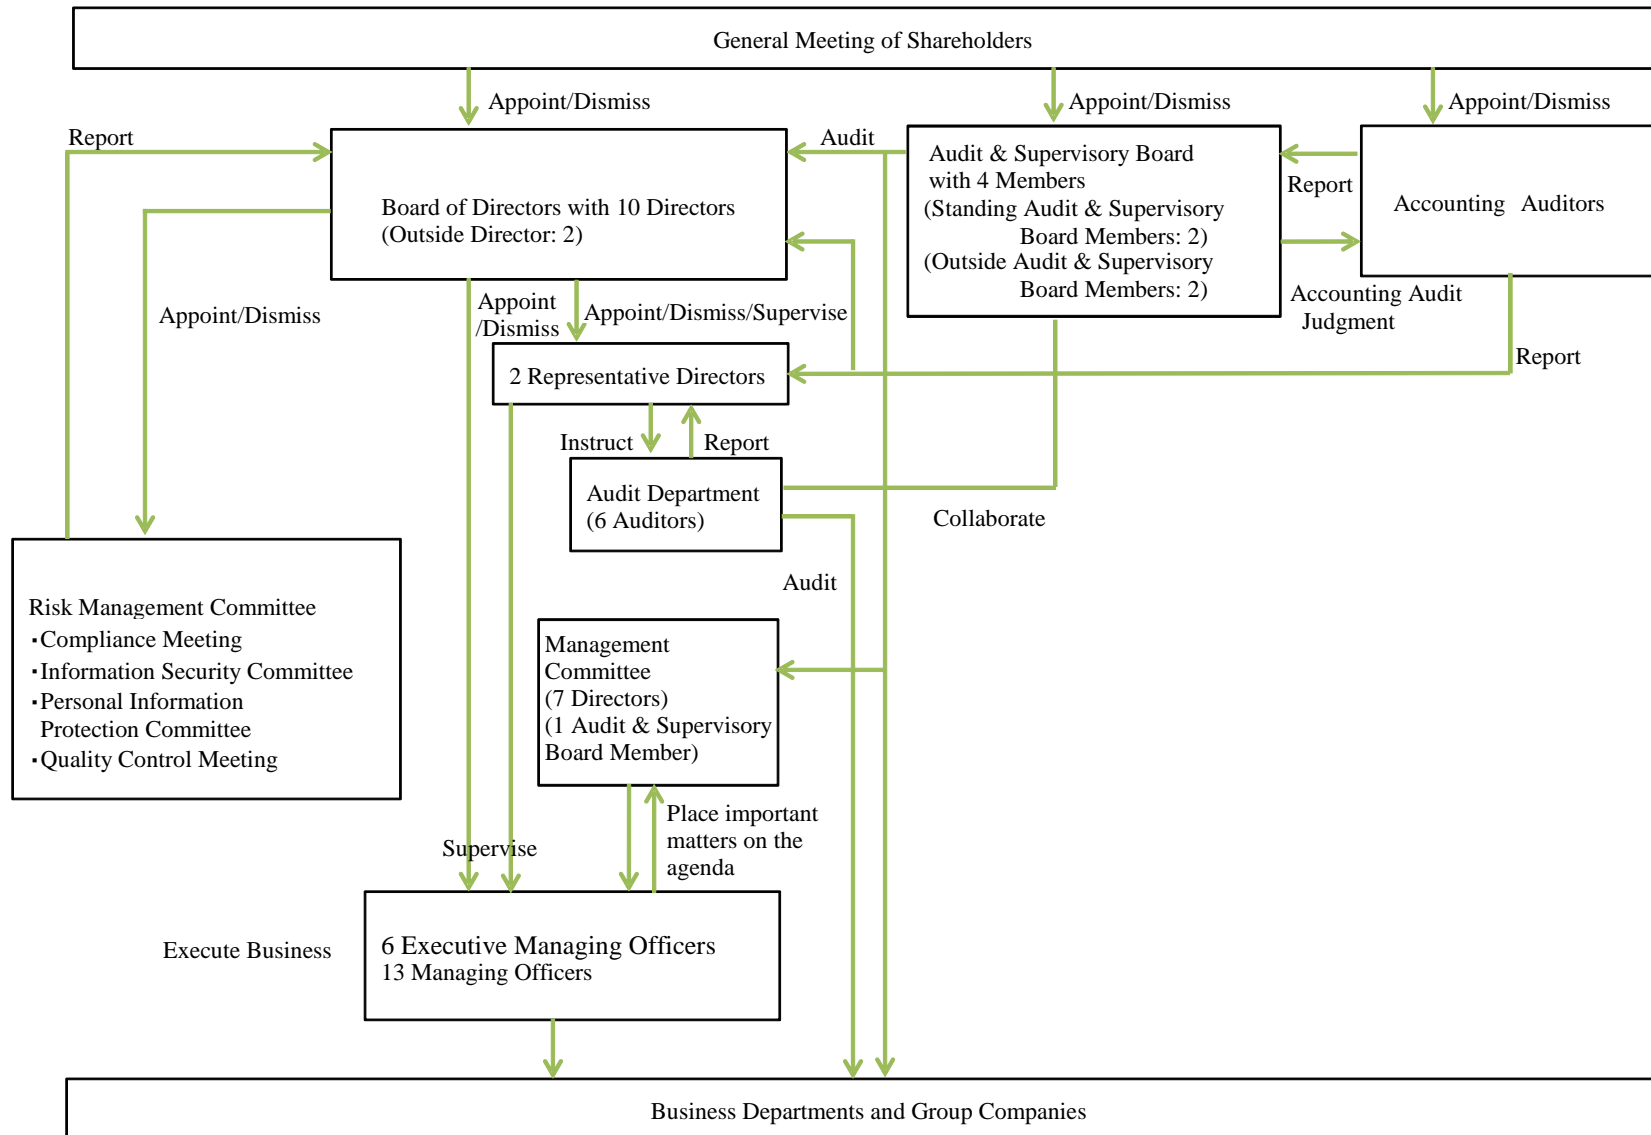 General Meeting of Shareholders
Appoint/Dismiss
Appoint/Dismiss
Appoint/Dismiss
Report
Audit
Board of Directors with 10 Directors
(Outside Director: 2)
Audit & Supervisory Board
with 4 Members
(Standing Audit & Supervisory
Board Members: 2)
(Outside Audit & Supervisory
Board Members: 2)
Report
Accounting Auditors
Accounting Audit
Judgment
Report
Appoint/Dismiss
Appoint
/Dismiss
Appoint/Dismiss/Supervise
2 Representative Directors
Instruct
Report
Audit Department
(6 Auditors)
Collaborate
Audit
Risk Management Committee
・Compliance Meeting
・Information Security Committee
・Personal Information
Protection Committee
・Quality Control Meeting
Management
Committee
(7 Directors)
(1 Audit & Supervisory
Board Member)
Place important
matters on the
agenda
Supervise
Execute Business
6 Executive Managing Officers
13 Managing Officers
Business Departments and Group Companies